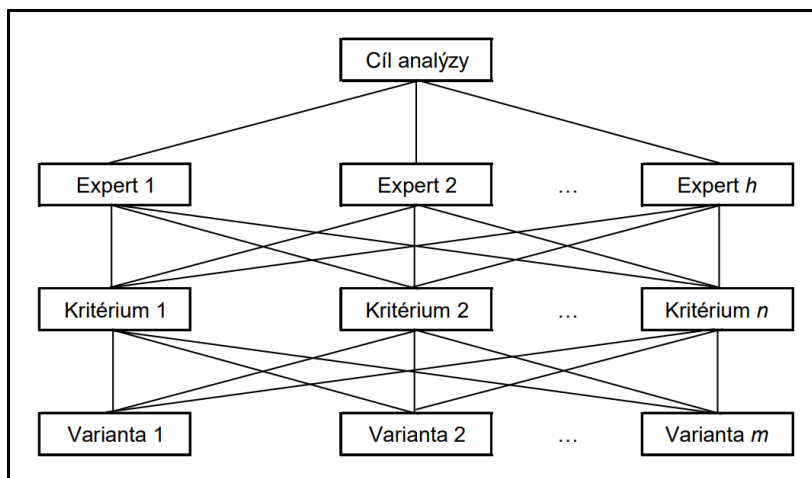 Cíl analýzy
Expert 1 Expert 2 … Expert h
Kritérium 1 Kritérium 2 … Kritérium n
Varianta 1 Varianta 2 … Varianta m